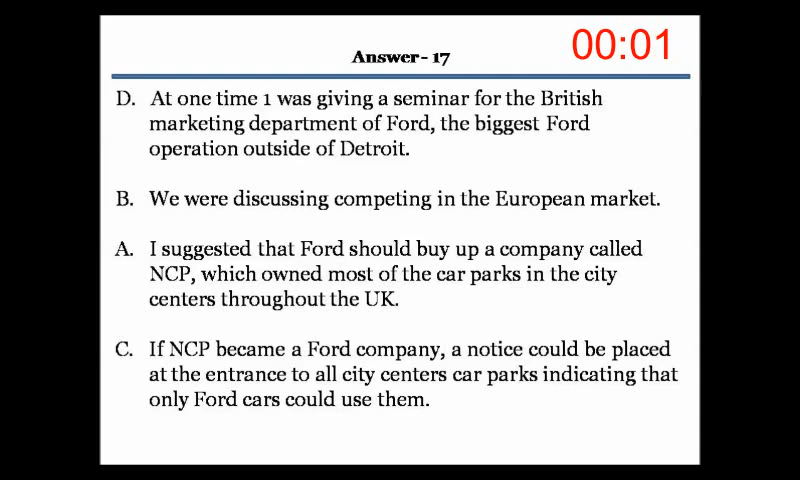 00:01
Answer- 17
D. At one time 1 was giving a seminar for the British
marketing department of Ford, the biggest Ford
operation outside of Detroit.
B. We were discussing competing in the European market.
A. I suggested that Ford should buy up a company called
NCP, which owned most of the car parks in the city
centers throughout the UK.
C. If NCP became a Ford company, a notice could be placed
at the entrance to all city centers car parks indicating that
only Ford cars could use them.